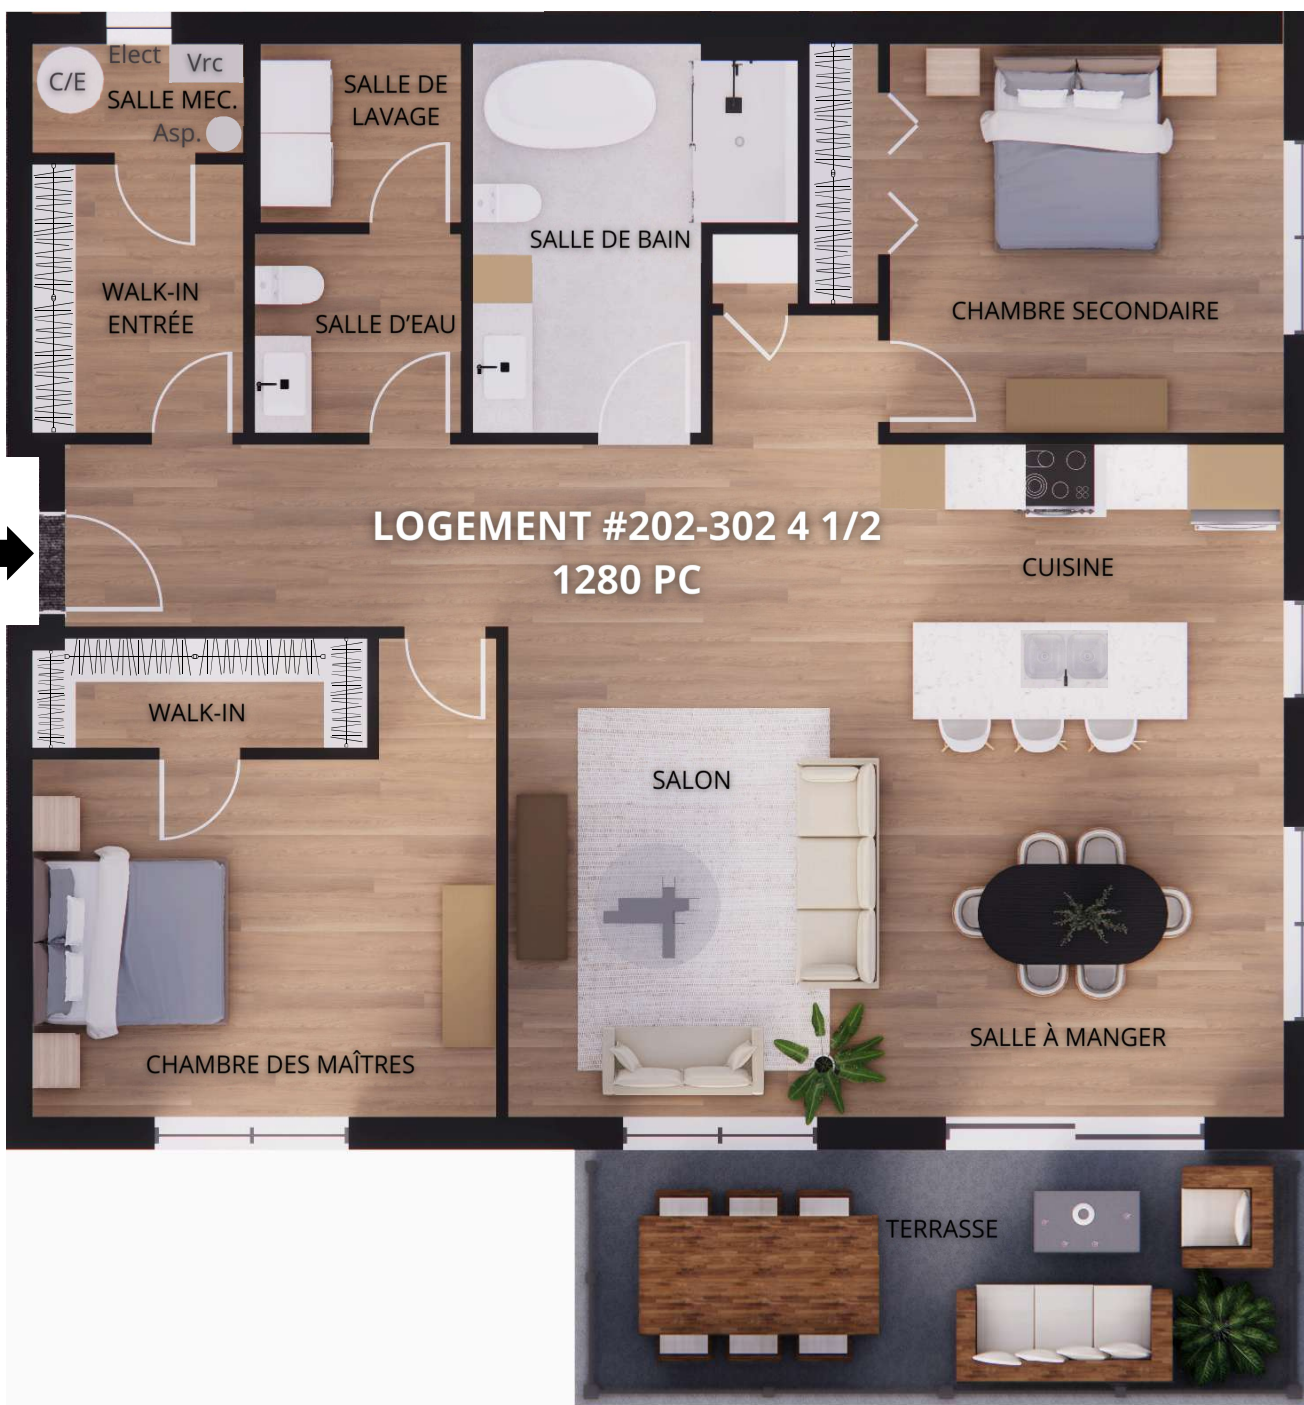 Elect
Vrc
C/E
SALLE MEC.
Asp.
SALLE DE
LAVAGE
SALLE DE BAIN
WALK-IN
ENTRÉE
SALLE D’EAU
CHAMBRE SECONDAIRE
LOGEMENT #202-302 4 1/2
1280 PC
CUISINE
WALK-IN
SALON
SALLE À MANGER
CHAMBRE DES MAÎTRES
TERRASSE